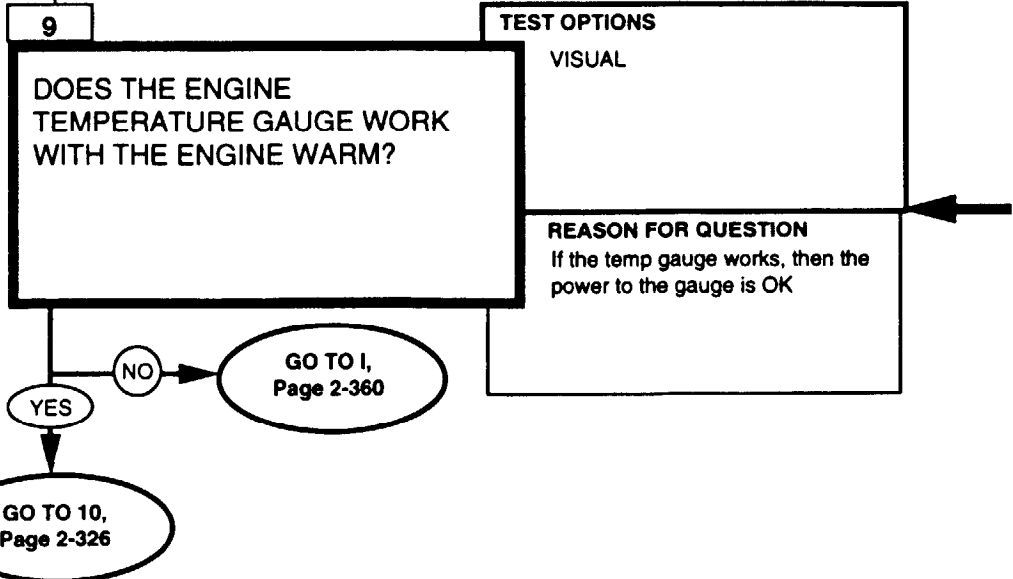 9
DOES THE ENGINE
TEMPERATURE GAUGE WORK
WITH THE ENGINE WARM?
TEST OPTIONS
VISUAL
REASON FOR QUESTION
If the temp gauge works, then the
power to the gauge is OK
NO
GO TO I,
Page 2-360
YES
GO TO 10,
Page 2-326